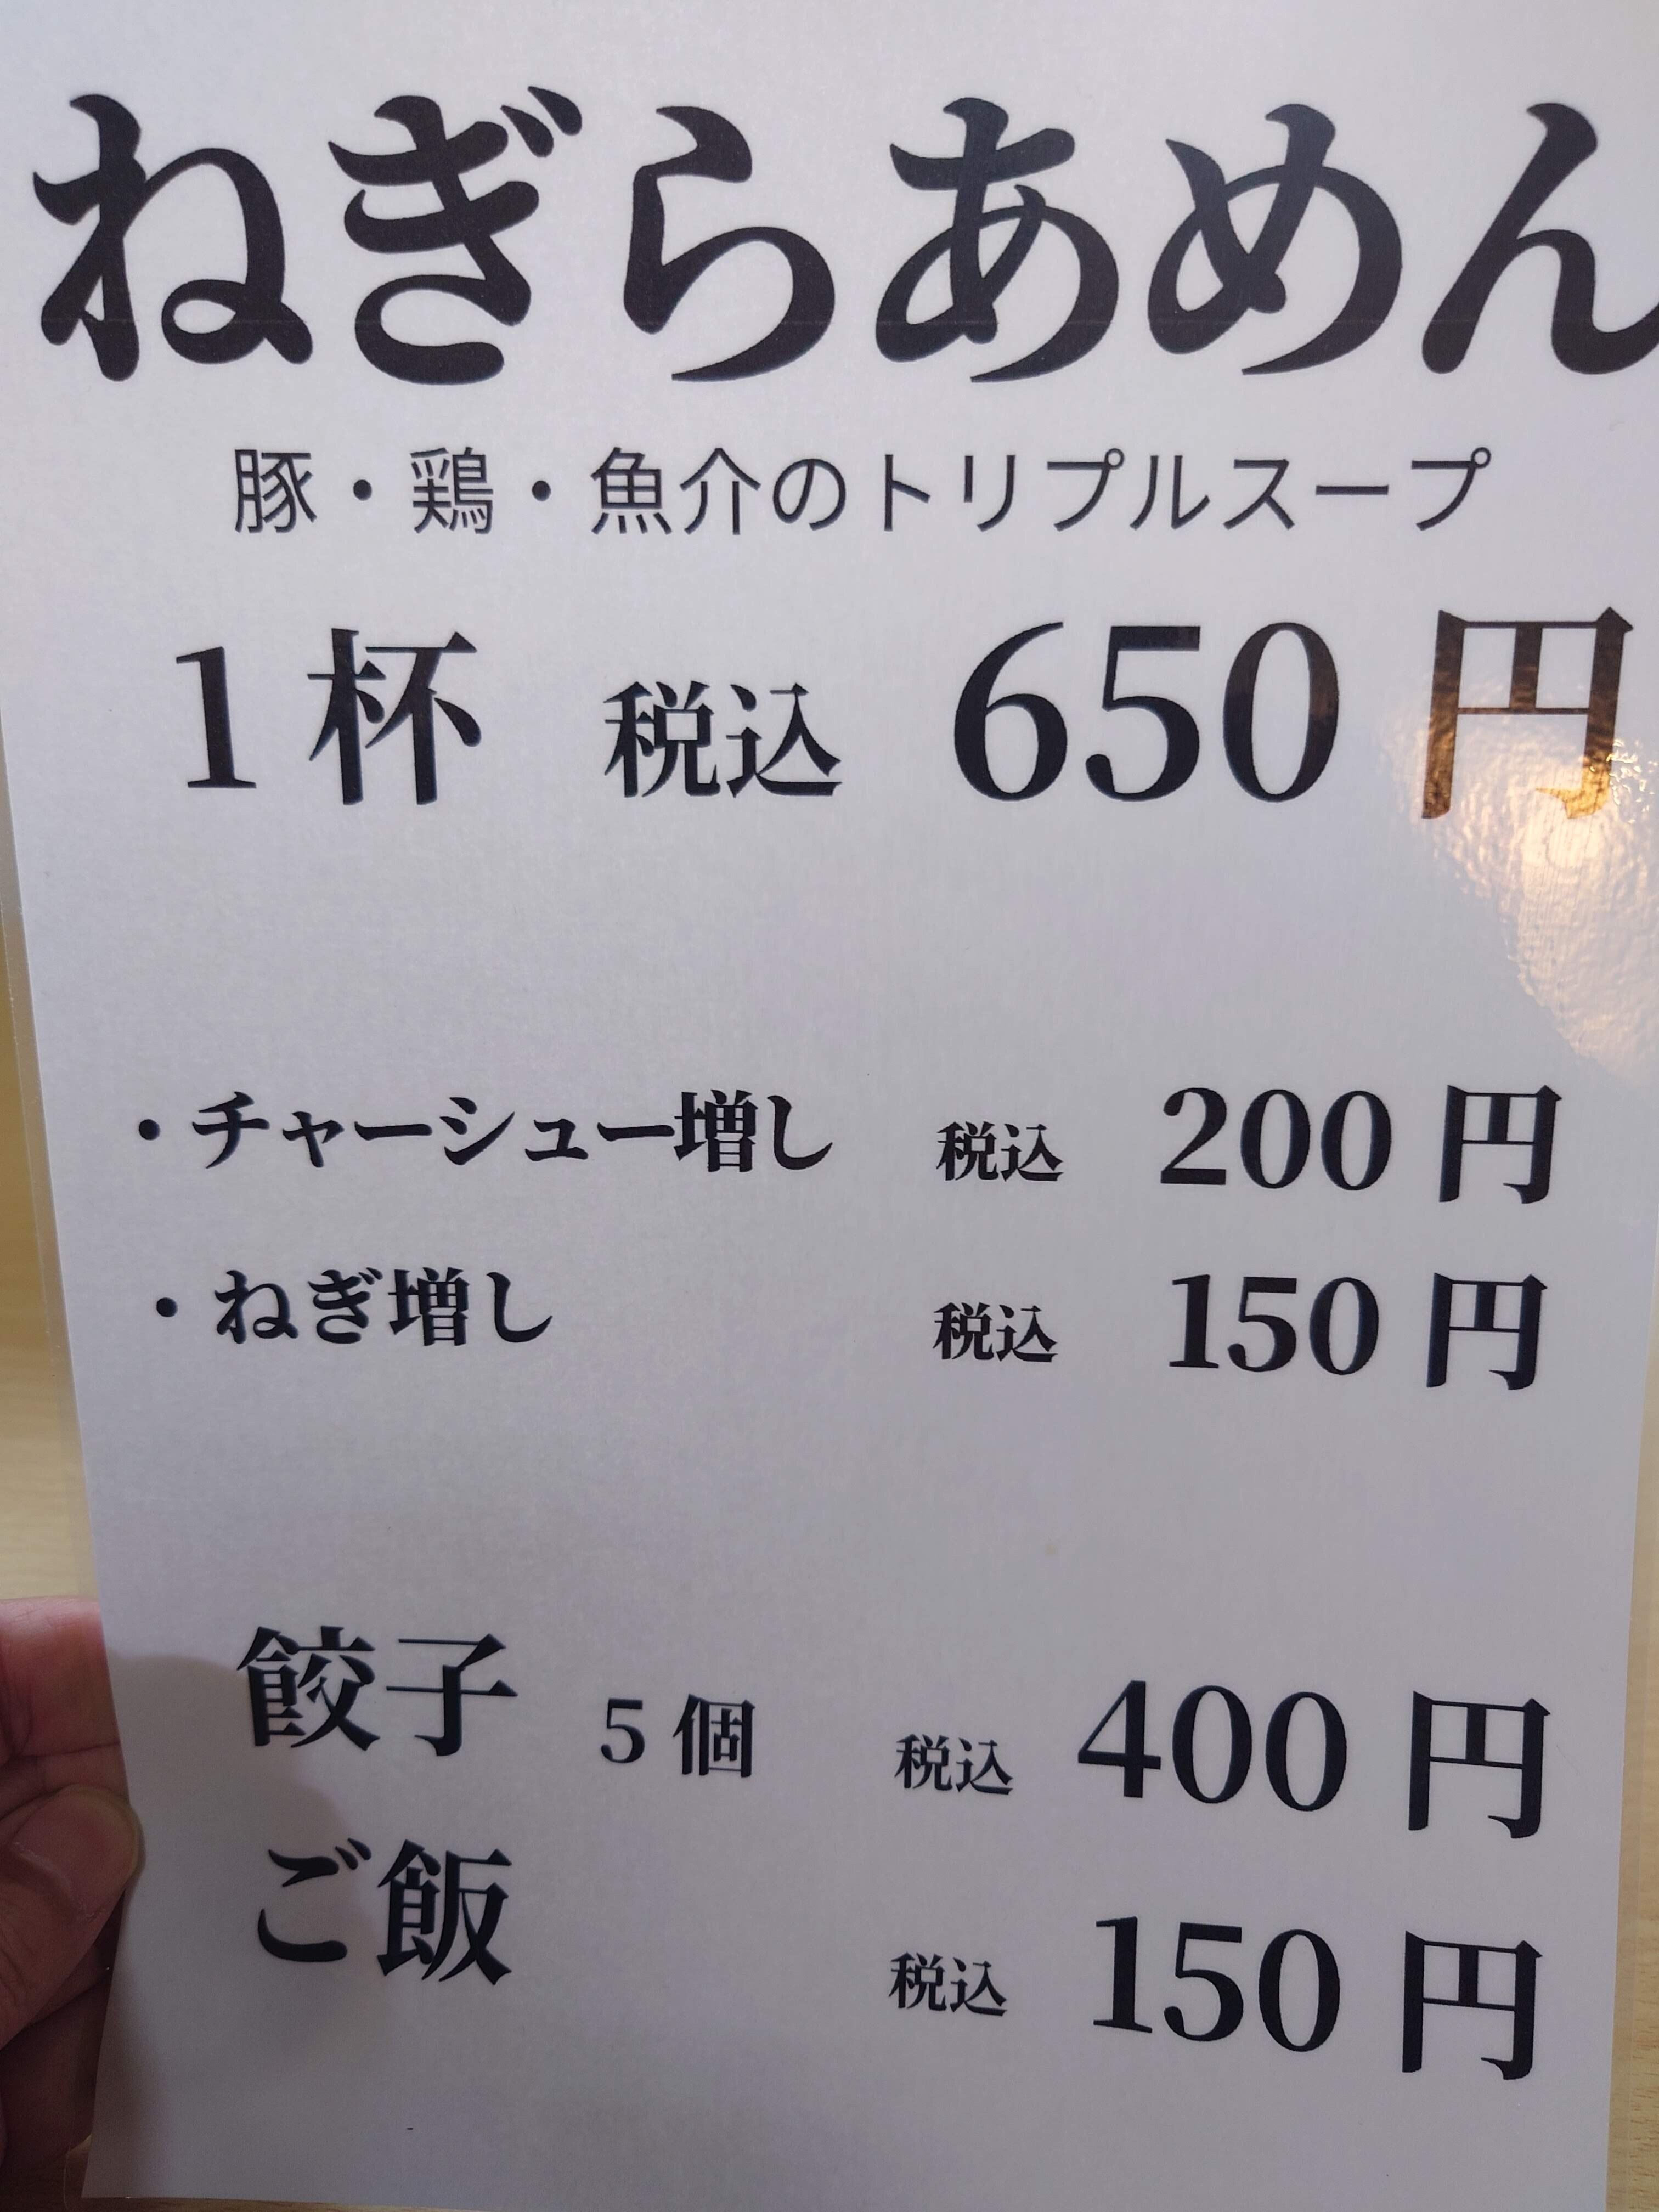 ねぎらあめん
豚・鶏・魚介のトリプルスープ
1杯 税込 650円
・チャーシュー増し 税込 200円
・ねぎ増し 税込 150円
餃子 5個 税込 400円
ご飯 税込 150円